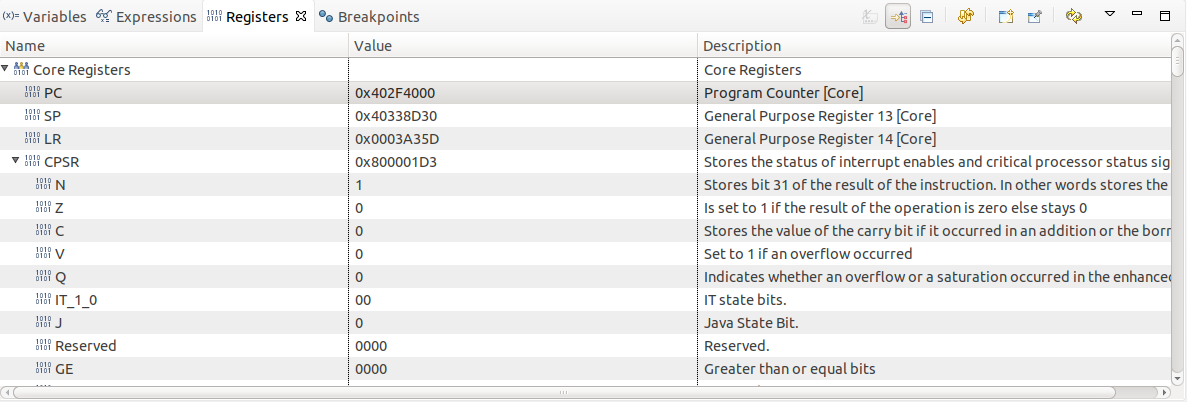 (x)= Variables Expressions Registers Breakpoints
Name Value Description
Core Registers Core Registers
PC 0x402F4000 Program Counter [Core]
SP 0x40338D30 General Purpose Register 13 [Core]
LR 0x0003A35D General Purpose Register 14 [Core]
CPSR 0x800001D3 Stores the status of interrupt enables and critical processor status sig
N 1 Stores bit 31 of the result of the instruction. In other words stores the
Z 0 Is set to 1 if the result of the operation is zero else stays 0
C 0 Stores the value of the carry bit if it occurred in an addition or the borr
V 0 Set to 1 if an overflow occurred
Q 0 Indicates whether an overflow or a saturation occurred in the enhanced
IT_1_0 00 IT state bits.
J 0 Java State Bit.
Reserved 0000 Reserved.
GE 0000 Greater than or equal bits